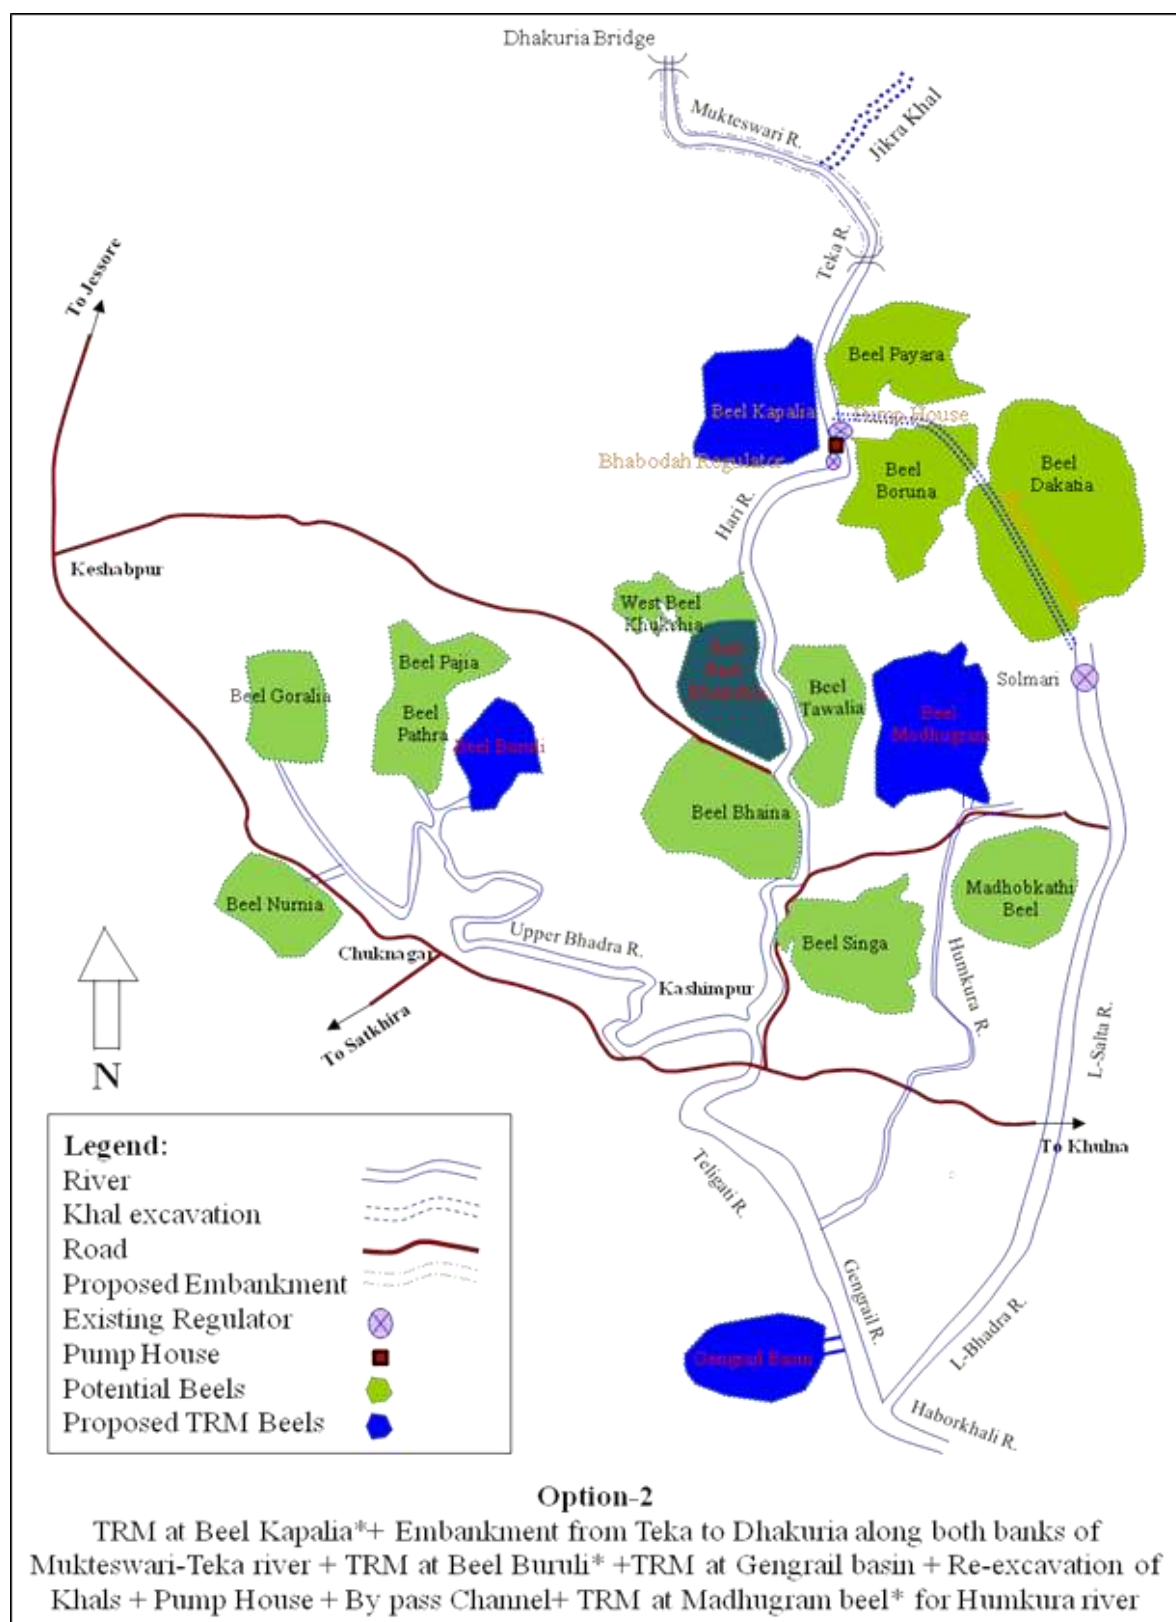 Dhakuria Bridge
Mukteswari R.
Jikra Khal
Teka R.
To Jessore
Beel Payara
Beel Kapalia
Pump House
Bhabodah Regulator
Beel
Boruna
Beel
Dakatia
Hari R.
Keshabpur
West Beel
Khukshia
Beel Pajia
Beel Goralia
Beel
Pathra
Beel Buruli
Beel
Tawalia
Beel
Modhugram
Solmari
Beel Bhaina
Beel Nurnia
Madhobkathi
Beel
Beel Singa
Upper Bhadra R.
Chuknagar
Kashimpur
Humkura R.
To Satkhira
N
L-Salta R.
To Khulna
Teligati R.
Gengrail R.
Gengrail Basin
L-Bhadra R.
Haborkhali R.
Legend:
River
Khal excavation
Road
Proposed Embankment
Existing Regulator
Pump House
Potential Beels
Proposed TRM Beels
Option-2
TRM at Beel Kapalia*+ Embankment from Teka to Dhakuria along both banks of
Mukteswari-Teka river + TRM at Beel Buruli* +TRM at Gengrail basin + Re-excavation of
Khals + Pump House + By pass Channel+ TRM at Madhugram beel* for Humkura river